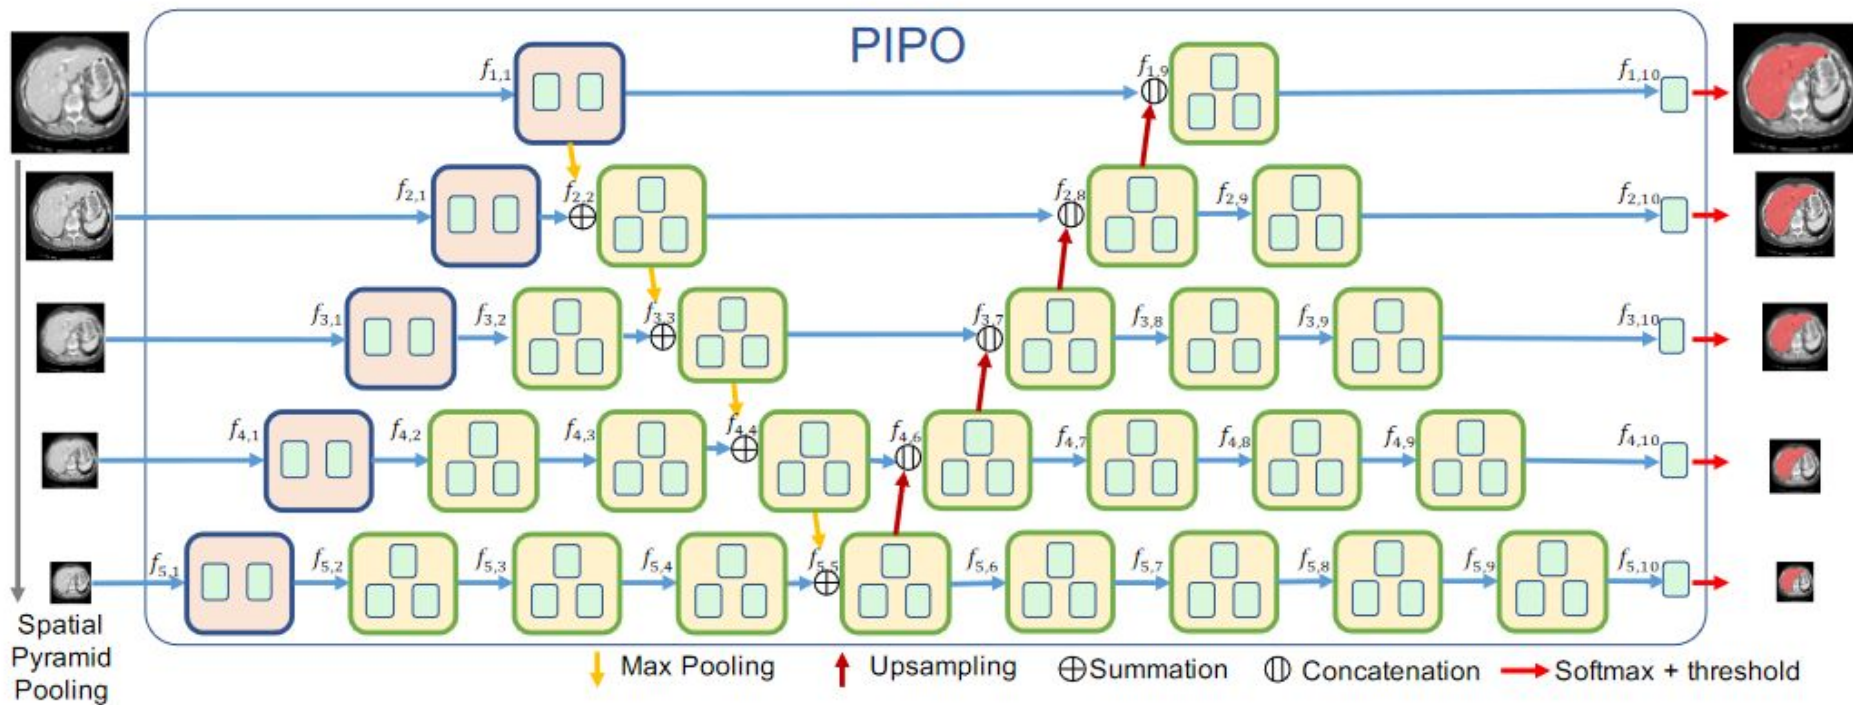 PIPO
f1,1
f1,9
f1,10
f2,1
f2,2
f2,8
f2,9
f2,10
f3,1
f3,2
f3,3
f3,7
f3,8
f3,9
f3,10
f4,1
f4,2
f4,3
f4,4
f4,6
f4,7
f4,8
f4,9
f4,10
f5,1
f5,2
f5,3
f5,4
f5,5
f5,6
f5,7
f5,8
f5,9
f5,10
Spatial
Pyramid
Pooling
Max Pooling
Upsampling
Summation
Concatenation
Softmax + threshold